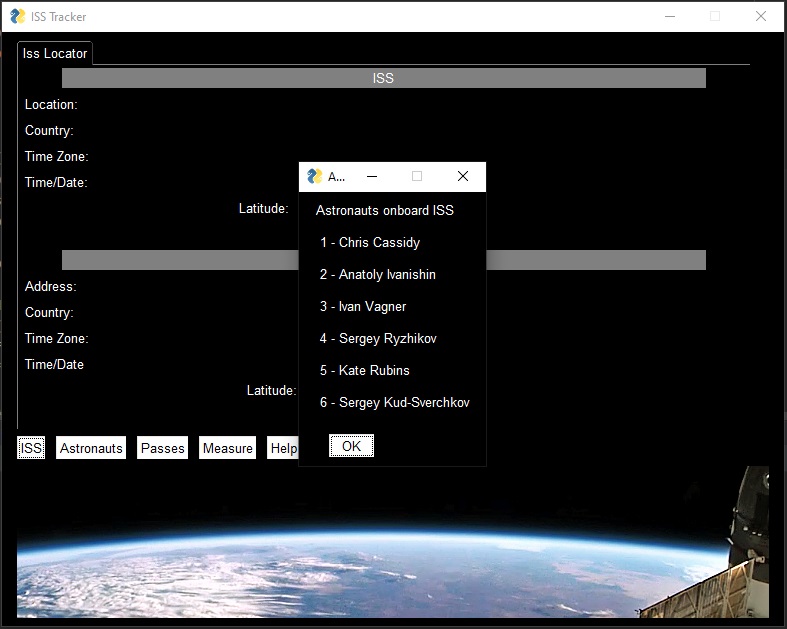 ISS Tracker
Iss Locator
ISS
Location:
Country:
Time Zone:
Time/Date:
Latitude:
A...
Astronauts onboard ISS
1 - Chris Cassidy
2 - Anatoly Ivanishin
3 - Ivan Vagner
4 - Sergey Ryzhikov
5 - Kate Rubins
6 - Sergey Kud-Sverchkov
OK
Address:
Country:
Time Zone:
Time/Date
Latitude:
ISS Astronauts Passes Measure Help